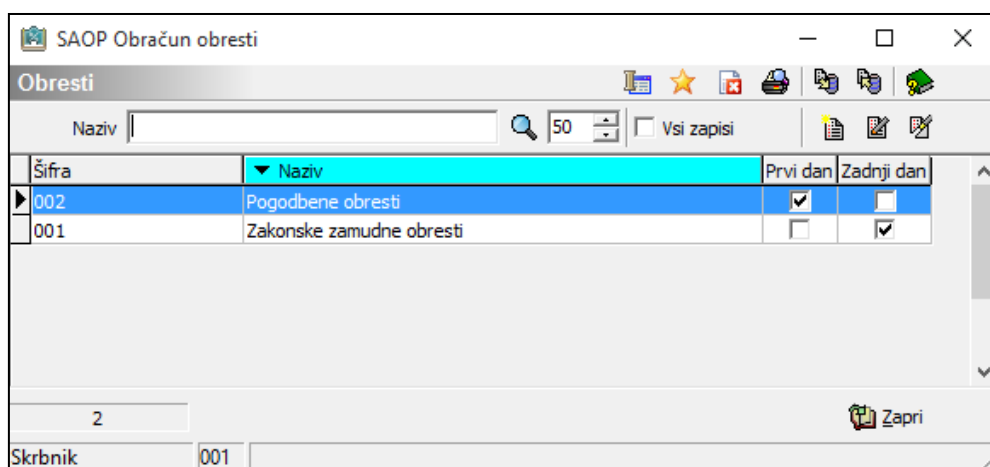 SAOP Obračun obresti
Obresti
Naziv 50 Vsi zapisi
Šifra Naziv Prvi dan Zadnji dan
002 Pogodbene obresti
001 Zakonske zamudne obresti
2 Zapri
Skrbnik 001